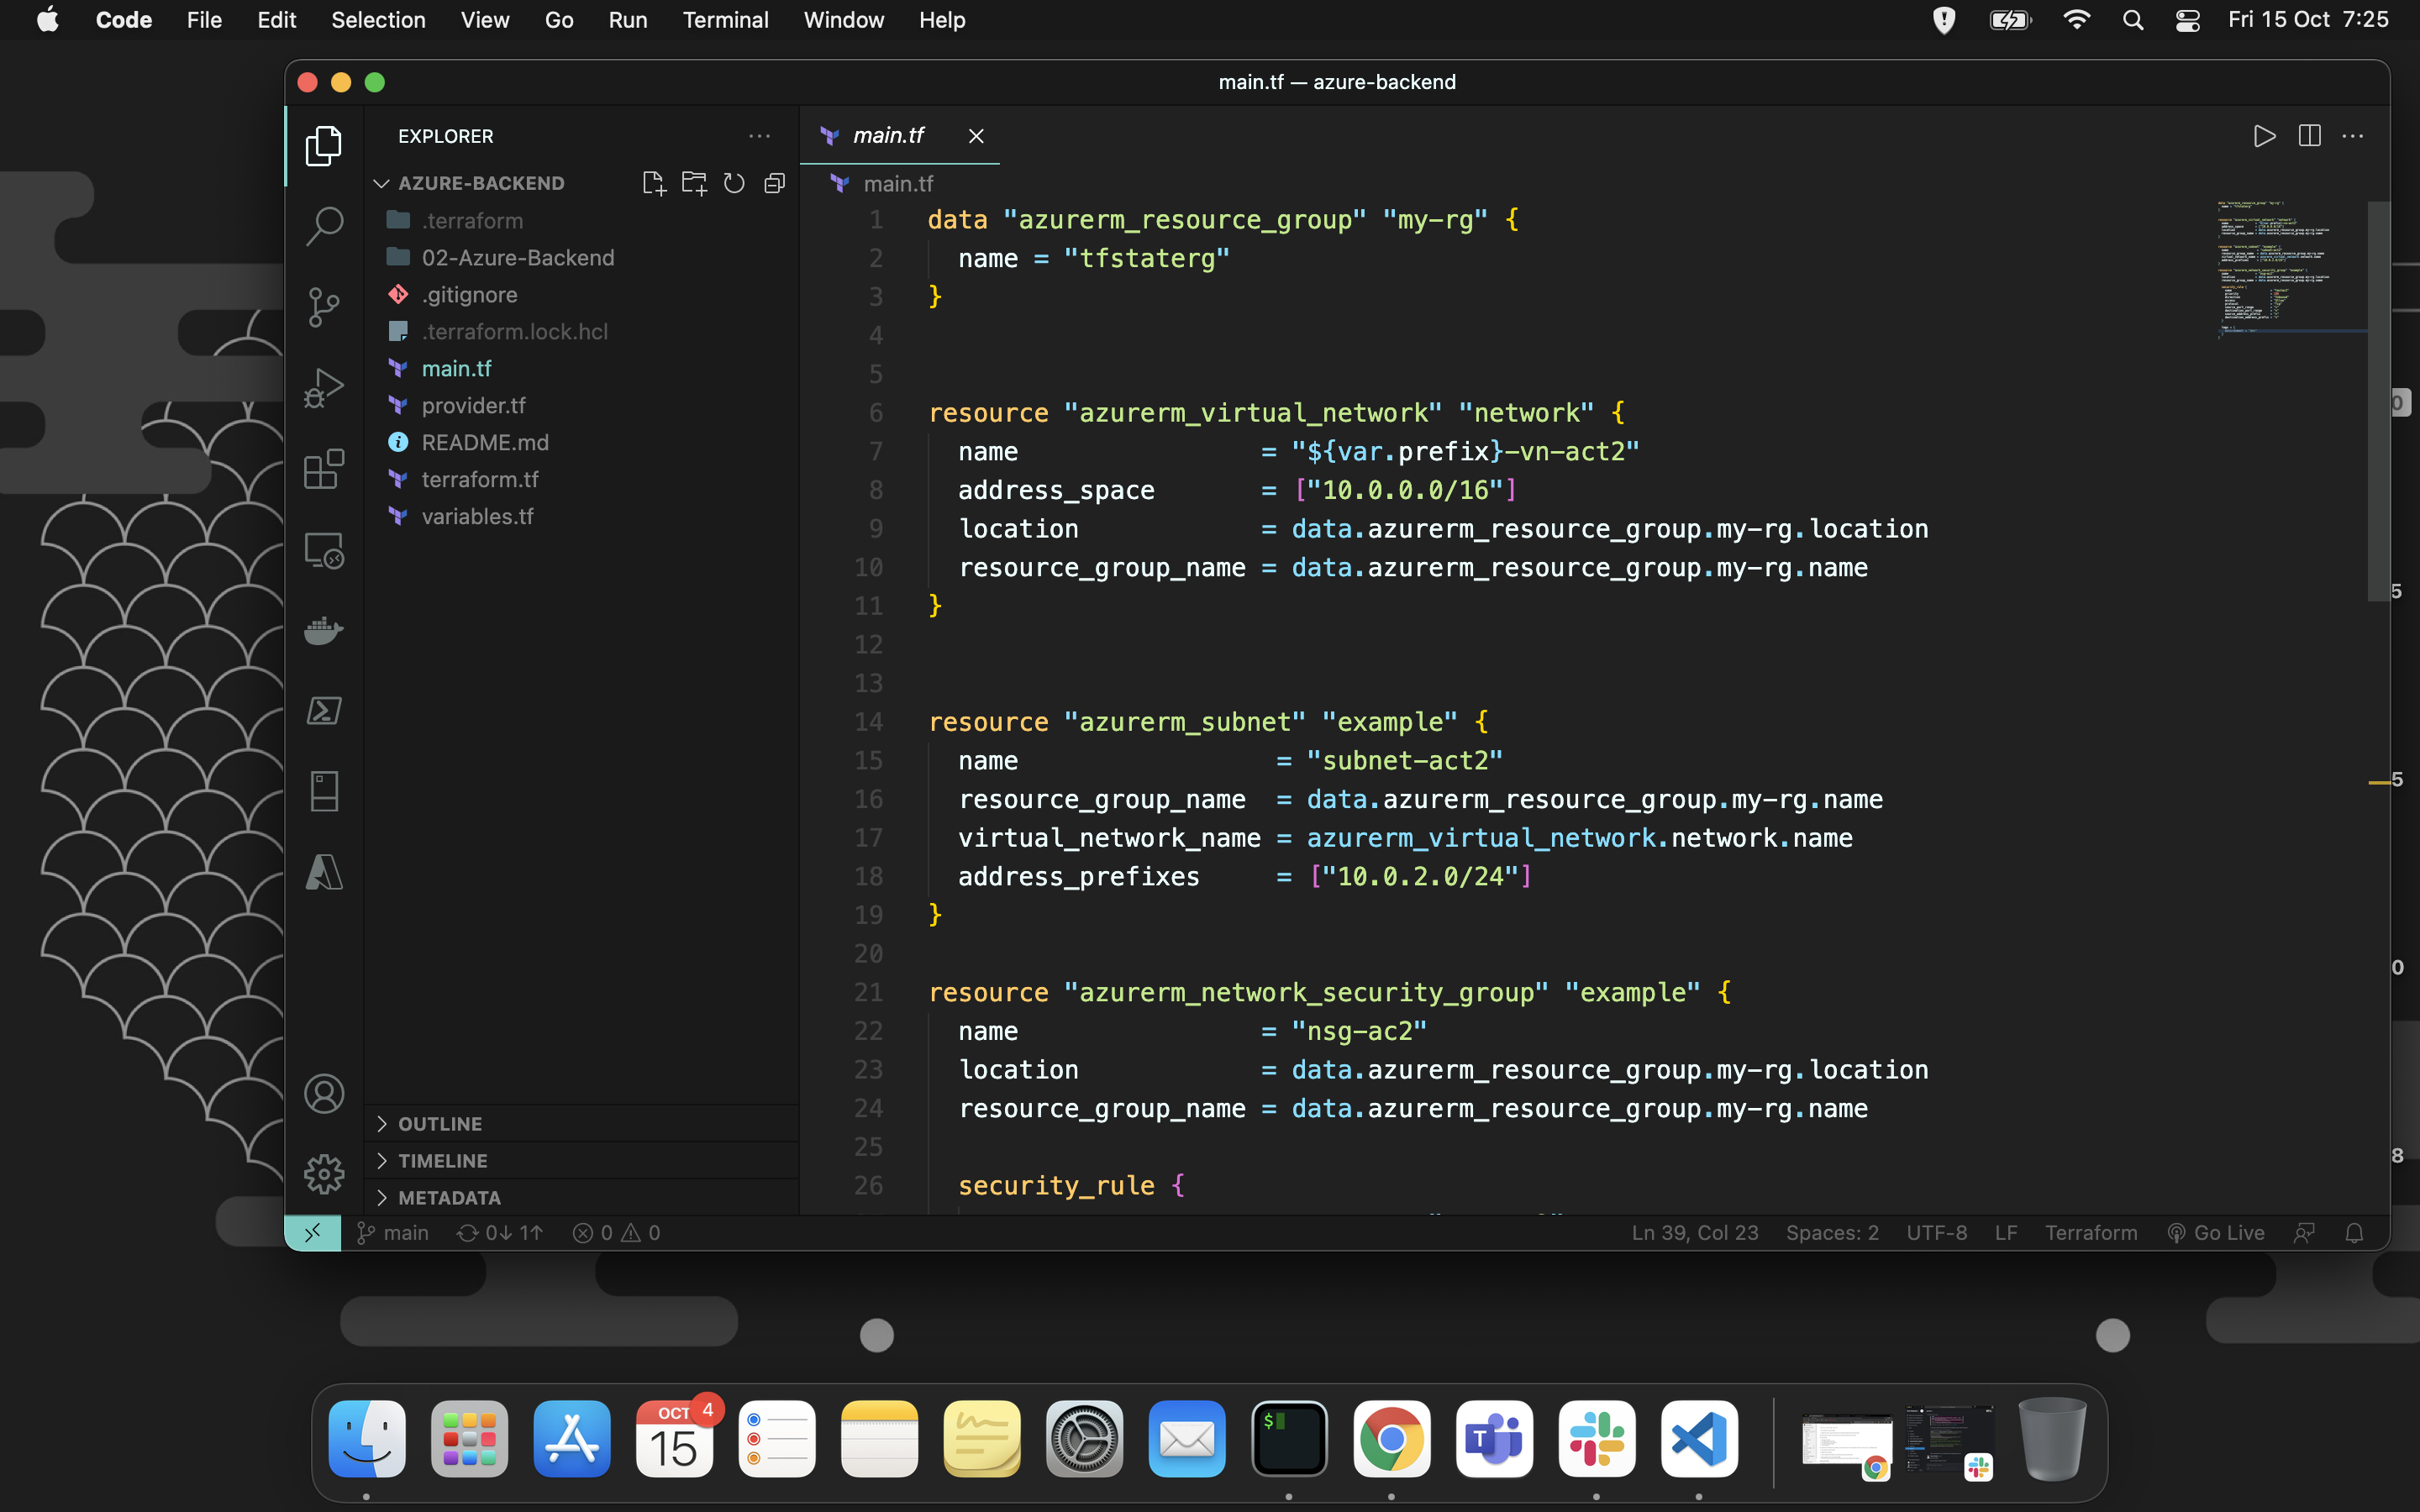 Code File Edit Selection View Go Run Terminal Window Help Fri 15 Oct 7:25
main.tf — azure-backend
EXPLORER
AZURE-BACKEND
.terraform
02-Azure-Backend
.gitignore
.terraform.lock.hcl
main.tf
provider.tf
README.md
terraform.tf
variables.tf
OUTLINE
TIMELINE
METADATA
main.tf
main.tf
1 data "azurerm_resource_group" "my-rg" {
2 name = "tfstaterg"
3 }
4
5
6 resource "azurerm_virtual_network" "network" {
7 name = "${var.prefix}-vn-act2"
8 address_space = ["10.0.0.0/16"]
9 location = data.azurerm_resource_group.my-rg.location
10 resource_group_name = data.azurerm_resource_group.my-rg.name
11 }
12
13
14 resource "azurerm_subnet" "example" {
15 name = "subnet-act2"
16 resource_group_name = data.azurerm_resource_group.my-rg.name
17 virtual_network_name = azurerm_virtual_network.network.name
18 address_prefixes = ["10.0.2.0/24"]
19 }
20
21 resource "azurerm_network_security_group" "example" {
22 name = "nsg-ac2"
23 location = data.azurerm_resource_group.my-rg.location
24 resource_group_name = data.azurerm_resource_group.my-rg.name
25
26 security_rule {
0
5
5
0
8
main 0↓ 1↑ 0 0 Ln 39, Col 23 Spaces: 2 UTF-8 LF Terraform Go Live
OCT 4
15
$
T